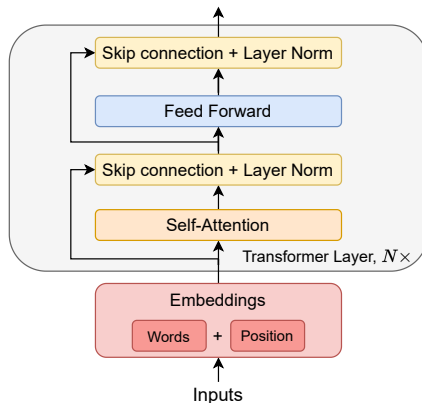 Skip connection + Layer Norm
Feed Forward
Skip connection + Layer Norm
Self-Attention
Transformer Layer, N×
Embeddings
Words + Position
Inputs